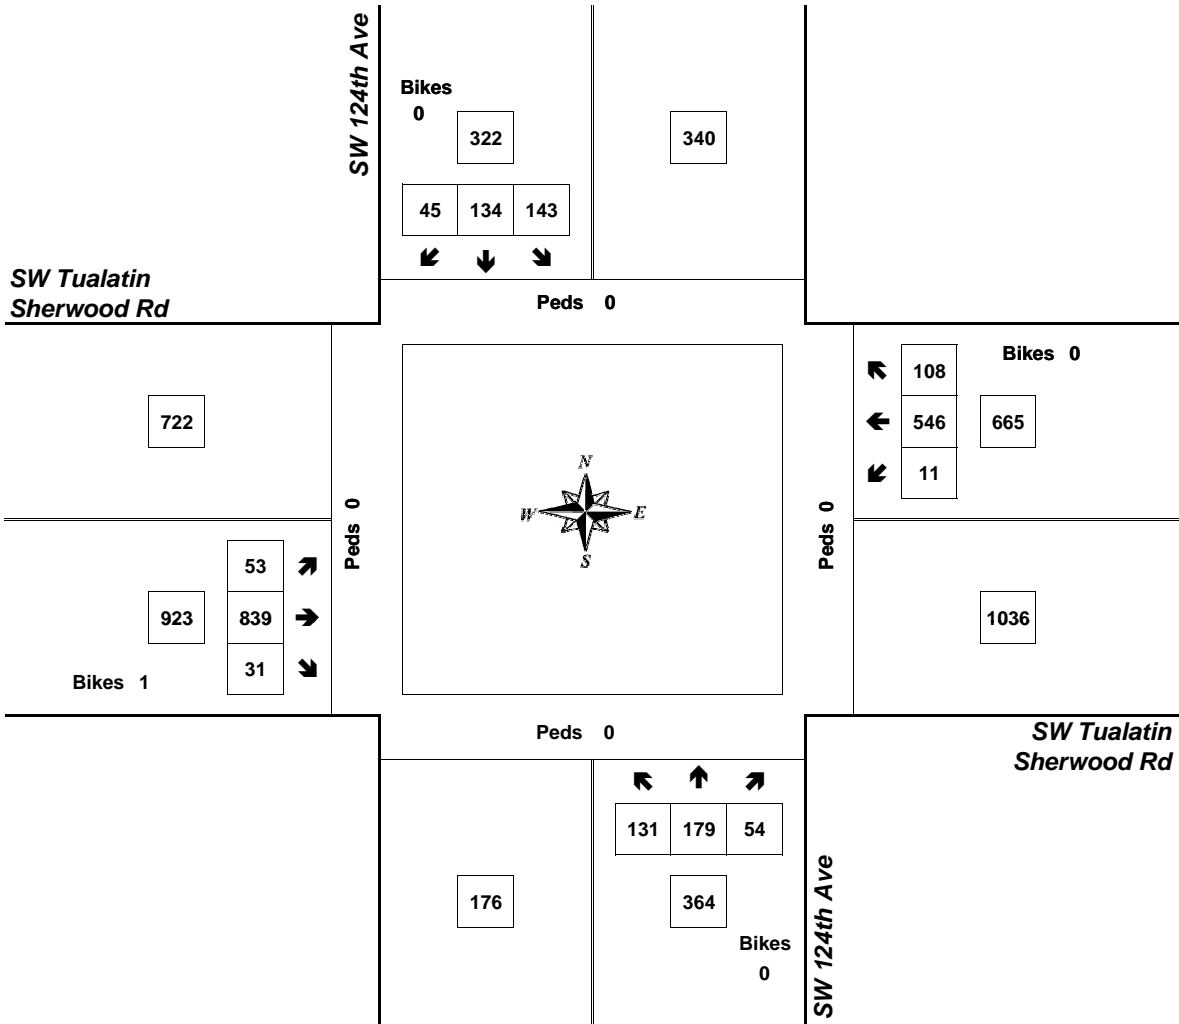 SW 124th Ave
Bikes
0
322
340
45 134 143
SW Tualatin
Sherwood Rd
Peds 0
Bikes 0
108
722
546 665
11
N
W E
S
Peds 0
Peds 0
53
923 839
1036
31
Bikes 1
Peds 0
SW Tualatin
Sherwood Rd
131 179 54
176
364
SW 124th Ave
Bikes
0